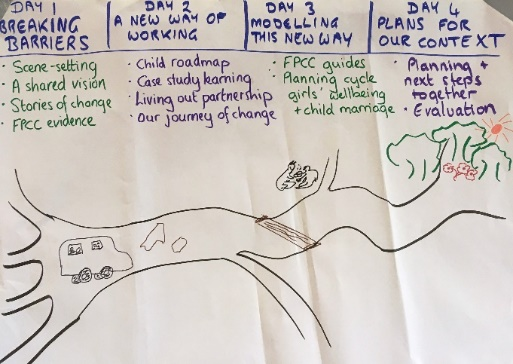 DAY 1
BREAKING
BARRIERS
• Scene-setting
• A shared vision
• Stories of change
• FPCC evidence
DAY 2
A NEW WAY OF
WORKING
• Child roadmap
• Case study learning
• Living out partnership
• Our journey of change
DAY 3
MODELLING
THIS NEW WAY
• FPCC guides
• Planning cycle
girls' wellbeing
+ child marriage
DAY 4
PLANS FOR
OUR CONTEXT
• Planning +
next steps
together
• Evaluation